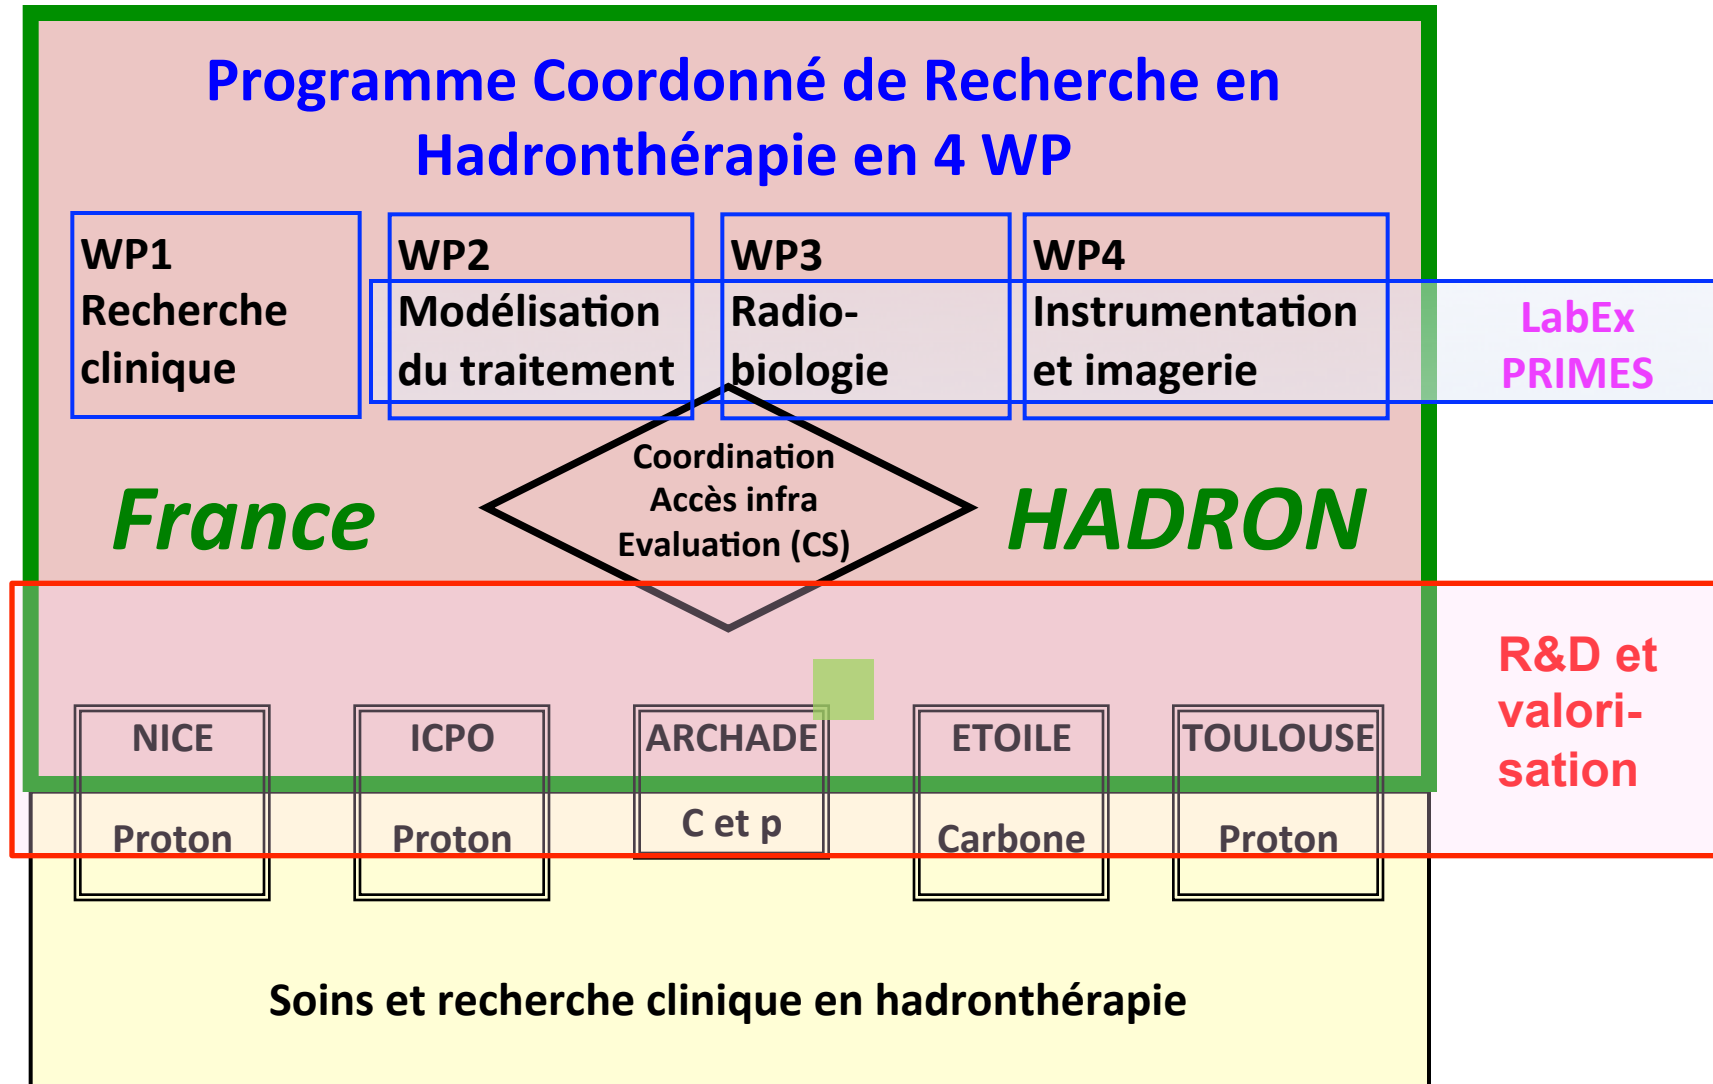 Programme Coordonné de Recherche en
Hadronthérapie en 4 WP
WP1
Recherche
clinique
WP2
Modélisation
du traitement
WP3
Radio-
biologie
WP4
Instrumentation
et imagerie
LabEx
PRIMES
Coordination
Accès infra
Evaluation (CS)
France
HADRON
R&D et
valori-
sation
NICE
Proton
ICPO
Proton
ARCHADE
C et p
ETOILE
Carbone
TOULOUSE
Proton
Soins et recherche clinique en hadronthérapie